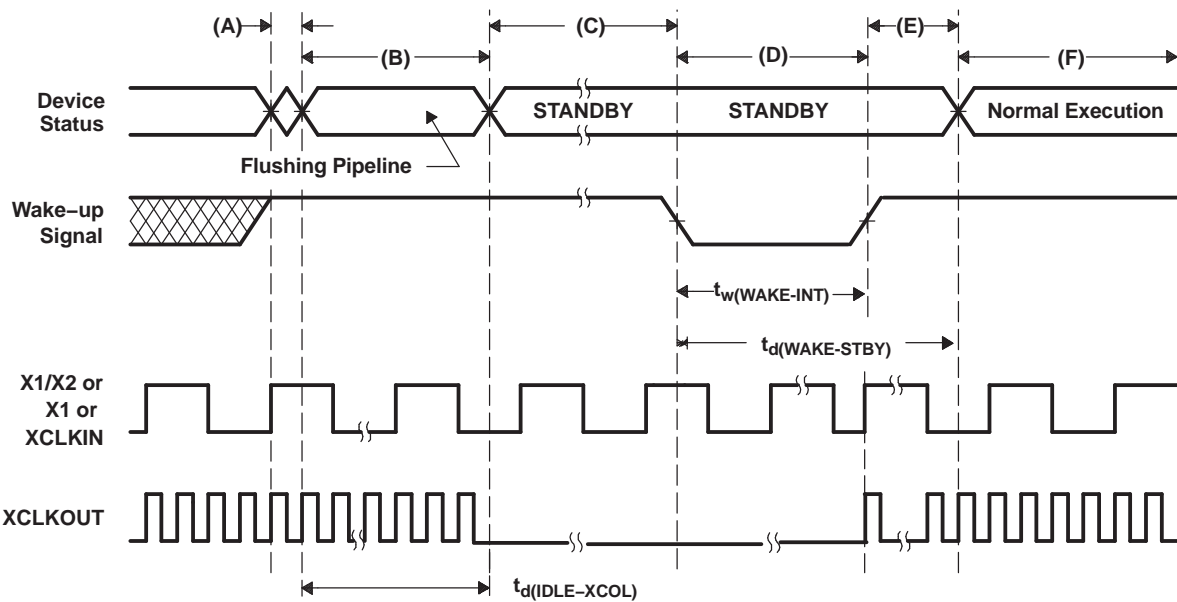 (A)
(C)
(E)
(B)
(D)
(F)
Device
Status
STANDBY
STANDBY
Normal Execution
Flushing Pipeline
Wake–up
Signal
tw(WAKE-INT)
td(WAKE-STBY)
X1/X2 or
X1 or
XCLKIN
XCLKOUT
td(IDLE–XCOL)